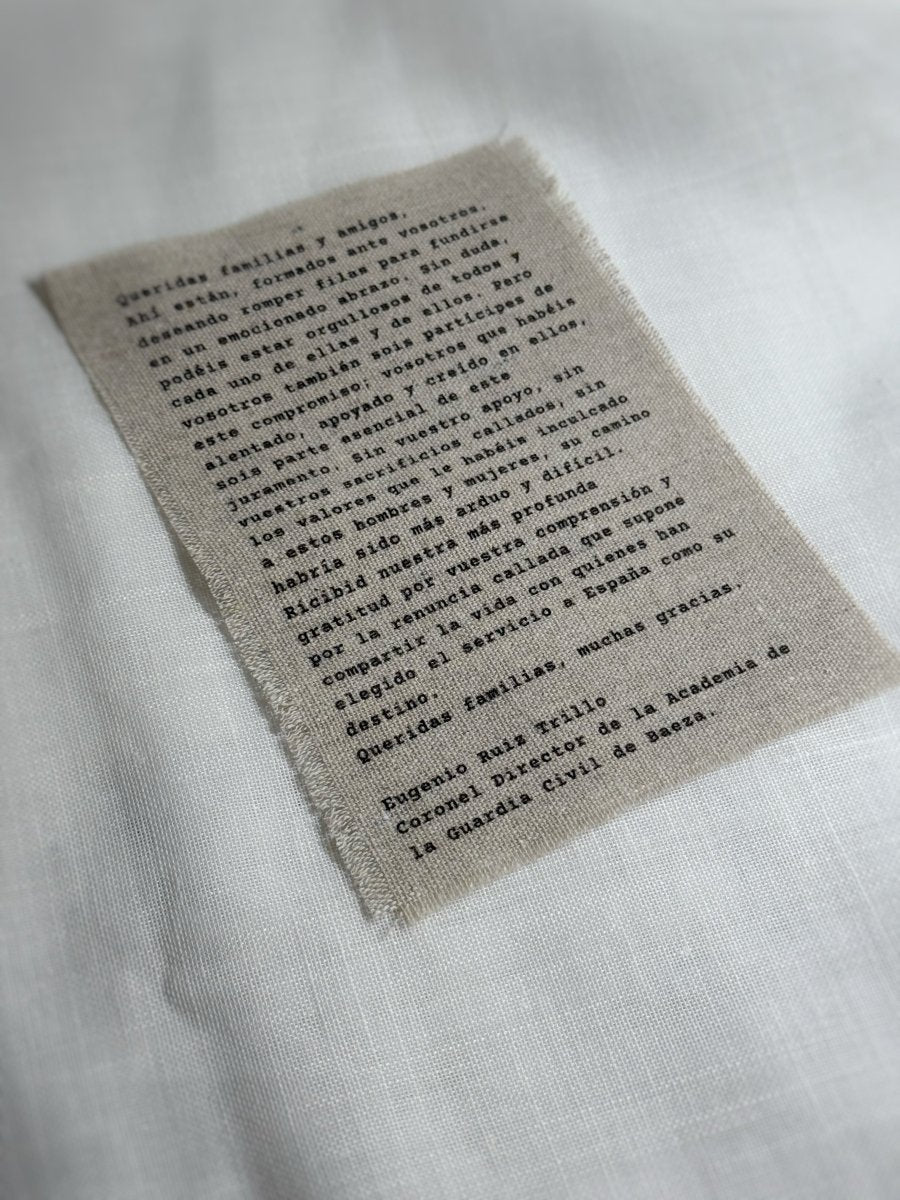 Queridas familias y amigos,
Ahí están, formados ante vosotros,
deseando romper filas para fundirse
en un emocionado abrazo. Sin duda,
podéis estar orgullosos de todos y
cada uno de ellas y de ellos. Pero
vosotros también sois partícipes de
este compromiso; vosotros que habéis
alentado, apoyado y creído en ellos,
sois parte esencial de este
juramento. Sin vuestro apoyo, sin
vuestros sacrificios callados, sin
los valores que le habéis inculcado
a estos hombres y mujeres, su camino
habría sido más arduo y difícil.
Ricibid nuestra más profunda
gratitud por vuestra comprensión y
por la renuncia callada que supone
compartir la vida con quienes han
elegido el servicio a España como su
destino.
Queridas familias, muchas gracias.
Eugenio Ruiz Trillo
Coronel Director de la Academia de
la Guardia Civil de Baeza.